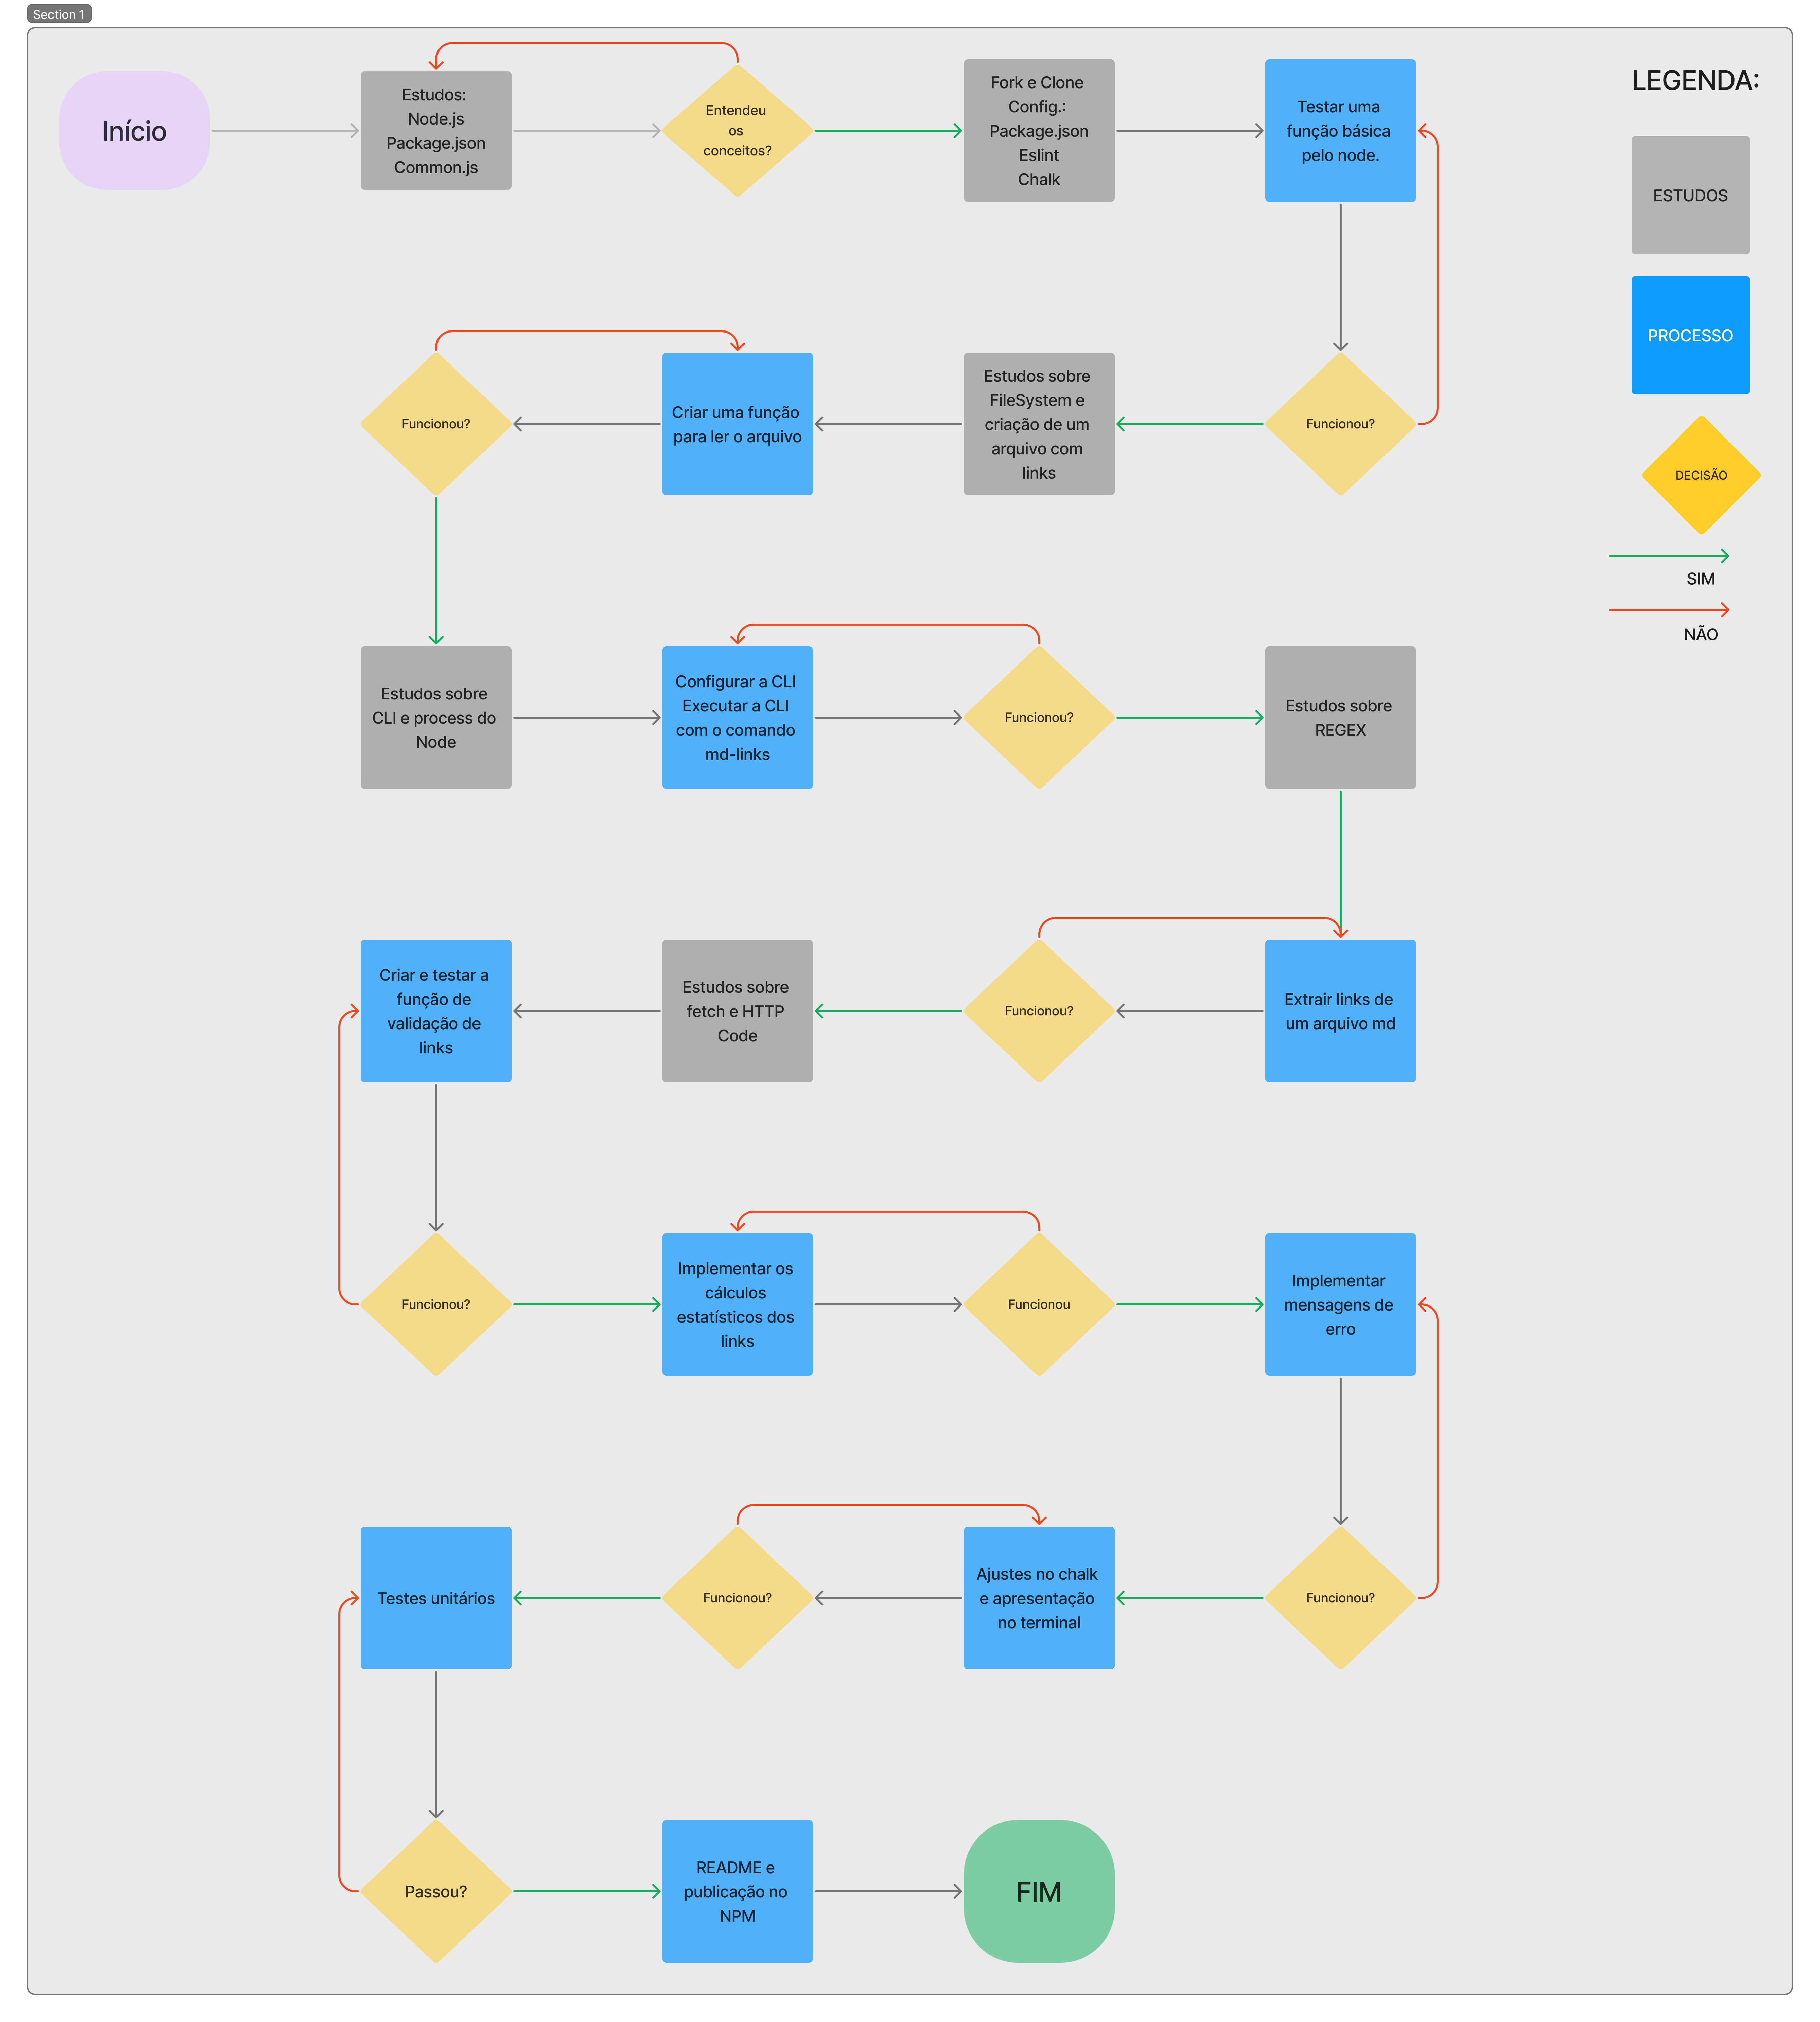 Section 1
Início
Estudos:
Node.js
Package.json
Common.js
Entendeu
os
conceitos?
Fork e Clone
Config.:
Package.json
Eslint
Chalk
Testar uma
função básica
pelo node.
LEGENDA:
ESTUDOS
PROCESSO
DECISÃO
SIM
NÃO
Funcionou?
Estudos sobre
FileSystem e
criação de um
arquivo com
links
Criar uma função
para ler o arquivo
Funcionou?
Estudos sobre
CLI e process do
Node
Configurar a CLI
Executar a CLI
com o comando
md-links
Funcionou?
Estudos sobre
REGEX
Extrair links de
um arquivo md
Funcionou?
Estudos sobre
fetch e HTTP
Code
Criar e testar a
função de
validação de
links
Funcionou?
Implementar os
cálculos
estatísticos dos
links
Funcionou
Implementar
mensagens de
erro
Funcionou?
Ajustes no chalk
e apresentação
no terminal
Funcionou?
Testes unitários
Passou?
README e
publicação no
NPM
FIM